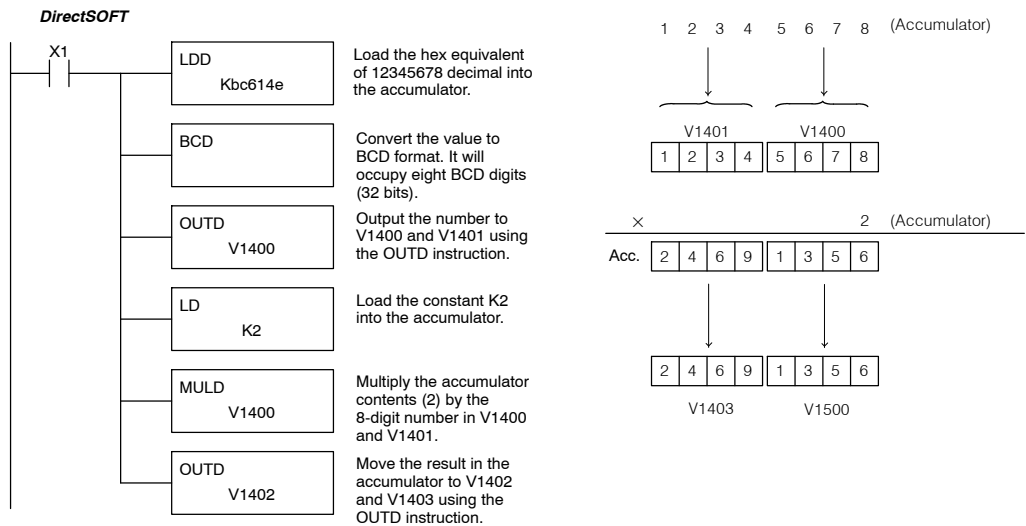 DirectSOFT
X1
LDD
Kbc614e
Load the hex equivalent
of 12345678 decimal into
the accumulator.
BCD
Convert the value to
BCD format. It will
occupy eight BCD digits
(32 bits).
OUTD
V1400
Output the number to
V1400 and V1401 using
the OUTD instruction.
LD
K2
Load the constant K2
into the accumulator.
MULD
V1400
Multiply the accumulator
contents (2) by the
8-digit number in V1400
and V1401.
OUTD
V1402
Move the result in the
accumulator to V1402
and V1403 using the
OUTD instruction.
1 2 3 4 5 6 7 8 (Accumulator)
V1401 V1400
1 2 3 4 5 6 7 8
× 2 (Accumulator)
Acc. 2 4 6 9 1 3 5 6
2 4 6 9 1 3 5 6
V1403 V1500